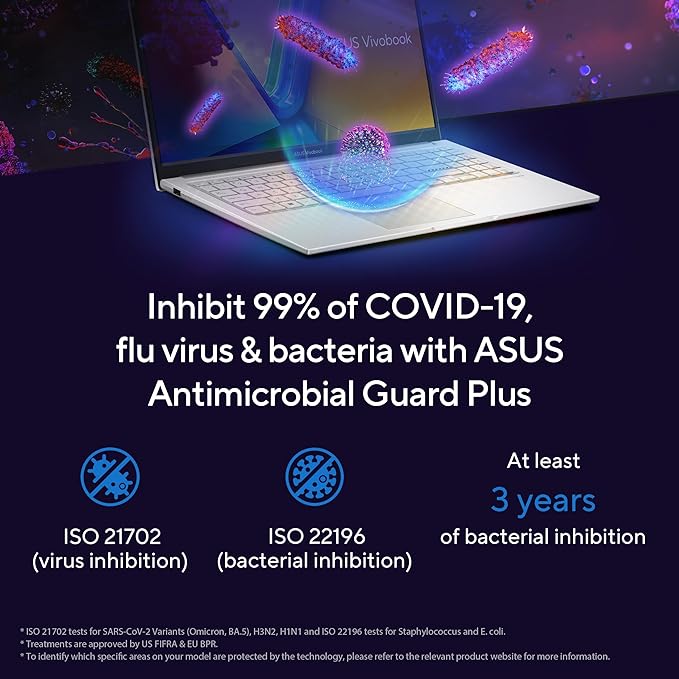 ASUS Vivobook
ASUS Vivobook
Inhibit 99% of COVID-19,
flu virus & bacteria with ASUS
Antimicrobial Guard Plus
ISO 21702
(virus inhibition)
ISO 22196
(bacterial inhibition)
At least
3 years
of bacterial inhibition
* ISO 21702 tests for SARS-CoV-2 Variants (Omicron, BA.5), H3N2, H1N1 and ISO 22196 tests for Staphylococcus and E. coli.
* Treatments are approved by US FIFRA & EU BPR.
* To identify which specific areas on your model are protected by the technology, please refer to the relevant product website for more information.